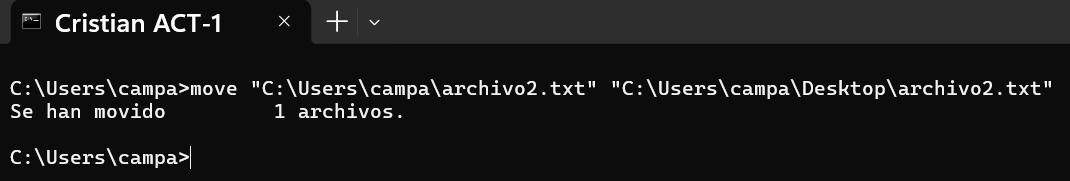 Cristian ACT-1
C:\Users\campa>move "C:\Users\campa\archivo2.txt" "C:\Users\campa\Desktop\archivo2.txt"
Se han movido         1 archivos.
C:\Users\campa>